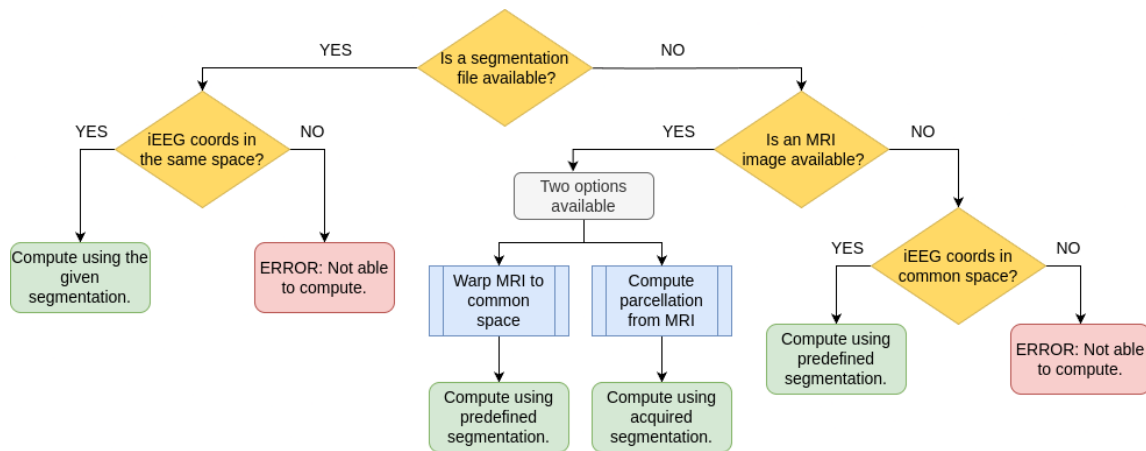 YES
Is a segmentation
file available?
NO
YES
iEEG coords in
the same space?
NO
YES
Is an MRI
image available?
NO
Two options
available
Compute using the
given
segmentation.
ERROR: Not able
to compute.
Warp MRI to
common
space
Compute
parcellation
from MRI
YES
iEEG coords in
common space?
NO
Compute using
predefined
segmentation.
Compute using
acquired
segmentation.
Compute using
predefined
segmentation.
ERROR: Not able
to compute.